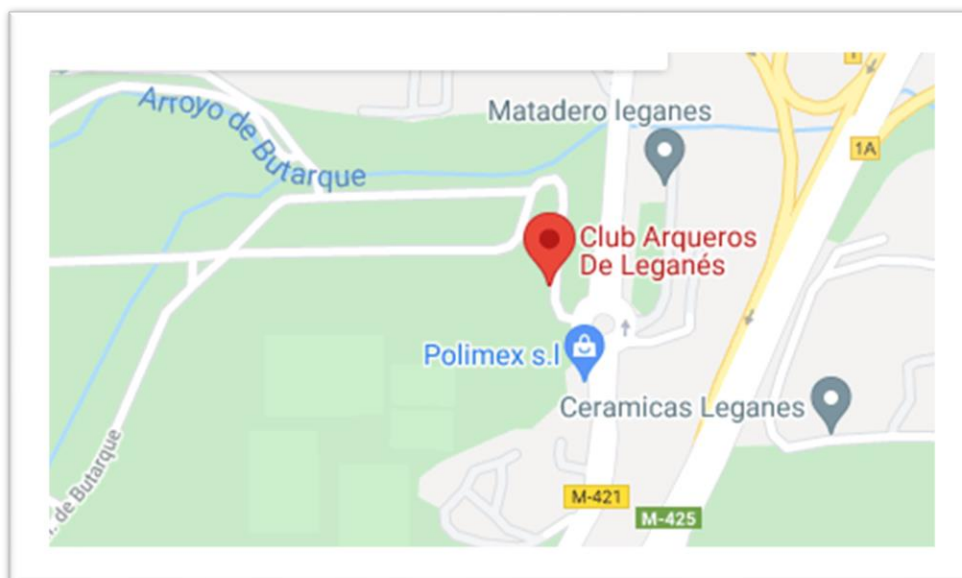 Arroyo de Butarque
Matadero leganes
1A
Club Arqueros
De Leganés
Polimex s.l
Ceramicas Leganes
de Butarque
M-421
M-425